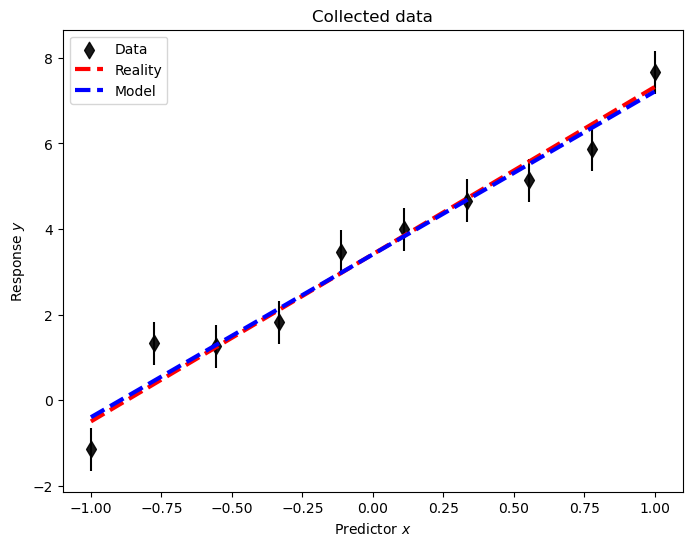 Collected data
Data
Reality
Model
8
6
4
2
0
−2
Response y
−1.00 −0.75 −0.50 −0.25 0.00 0.25 0.50 0.75 1.00
Predictor x